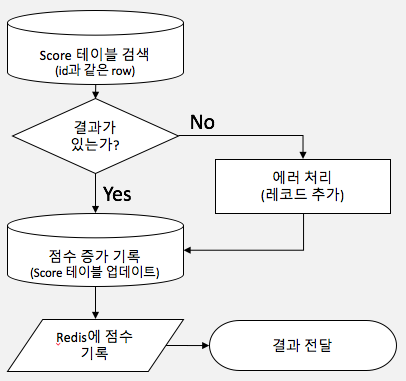 Score 테이블 검색
(id과 같은 row)
결과가
있는가?
No
Yes
에러 처리
(레코드 추가)
점수 증가 기록
(Score 테이블 업데이트)
Redis에 점수
기록
결과 전달